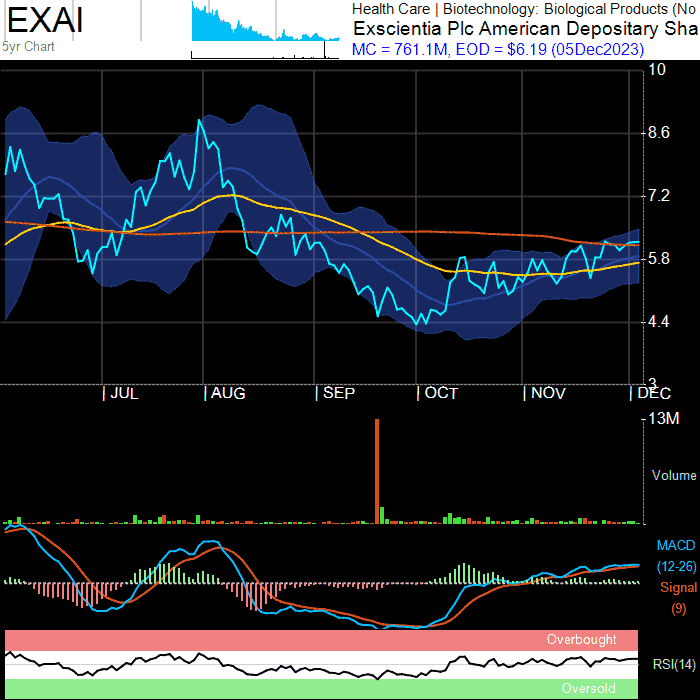 EXAI
5yr Chart
Health Care | Biotechnology: Biological Products (No
Exscientia Plc American Depositary Sha
MC = 761.1M, EOD = $6.19 (05Dec2023)
10
8.6
7.2
5.8
4.4
3
| JUL | AUG | SEP | OCT | NOV | DEC
13M
Volume
MACD
(12-26)
Signal
(9)
Overbought
RSI(14)
Oversold